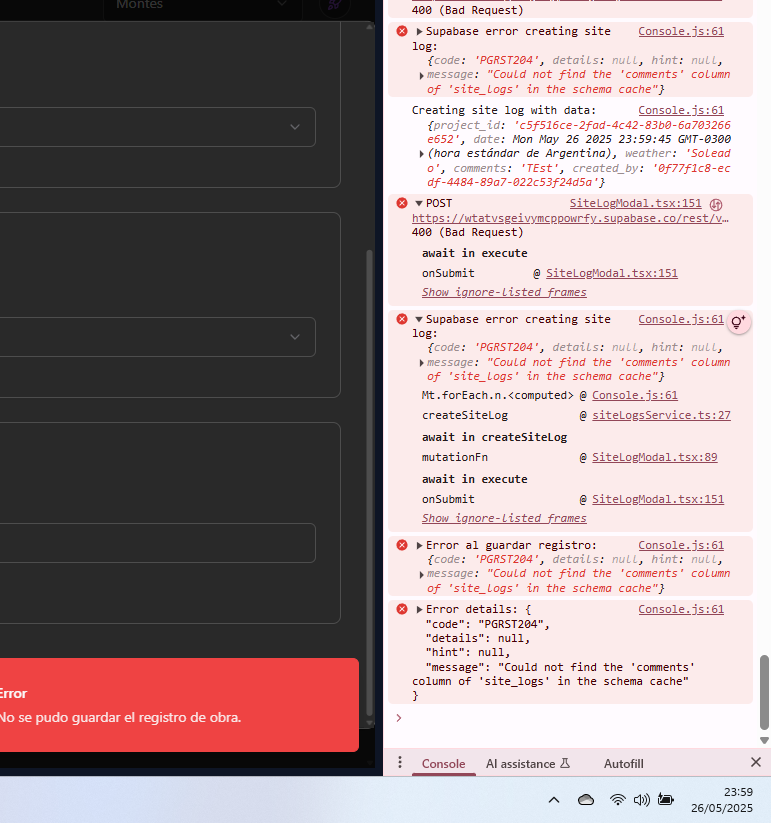 Montes
400 (Bad Request)
Supabase error creating site Console.js:61
log:
{code: 'PGRST204', details: null, hint: null,
message: "Could not find the 'comments' column
of 'site_logs' in the schema cache"}
Creating site log with data: Console.js:61
{project_id: 'c5f516ce-2fad-4c42-83b0-6a703266
e652', date: Mon May 26 2025 23:59:45 GMT-0300
(hora estándar de Argentina), weather: 'Solead
o', comments: 'TEst', created_by: '0f77f1c8-ec
df-4484-89a7-022c53f24d5a'}
POST SiteLogModal.tsx:151
https://wtatvsgeivymcppowrfy.supabase.co/rest/v…
400 (Bad Request)
await in execute
onSubmit @ SiteLogModal.tsx:151
Show ignore-listed frames
Supabase error creating site Console.js:61
log:
{code: 'PGRST204', details: null, hint: null,
message: "Could not find the 'comments' column
of 'site_logs' in the schema cache"}
Mt.forEach.n.<computed> @ Console.js:61
createSiteLog @ siteLogsService.ts:27
await in createSiteLog
mutationFn @ SiteLogModal.tsx:89
await in execute
onSubmit @ SiteLogModal.tsx:151
Show ignore-listed frames
Error al guardar registro: Console.js:61
{code: 'PGRST204', details: null, hint: null,
message: "Could not find the 'comments' column
of 'site_logs' in the schema cache"}
Error details: { Console.js:61
"code": "PGRST204",
"details": null,
"hint": null,
"message": "Could not find the 'comments'
column of 'site_logs' in the schema cache"
}
Error
No se pudo guardar el registro de obra.
Console AI assistance Autofill
23:59
26/05/2025